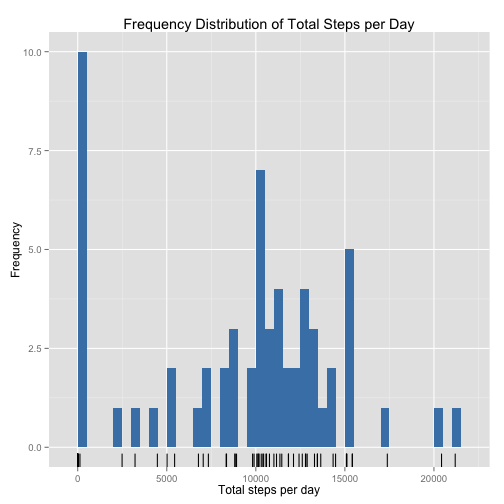 Frequency Distribution of Total Steps per Day
Frequency
10.0
7.5
5.0
2.5
0.0
0 5000 10000 15000 20000
Total steps per day